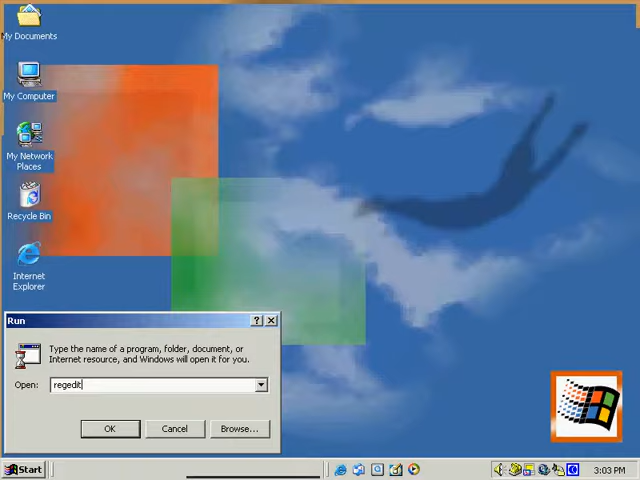 My Documents
My Computer
My Network
Places
Recycle Bin
Internet
Explorer
Run
Type the name of a program, folder, document, or
Internet resource, and Windows will open it for you.
Open: regedit
OK Cancel Browse...
Start 3:03 PM